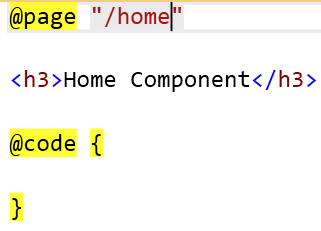 @page "/home"
<h3>Home Component</h3>
@code {
}